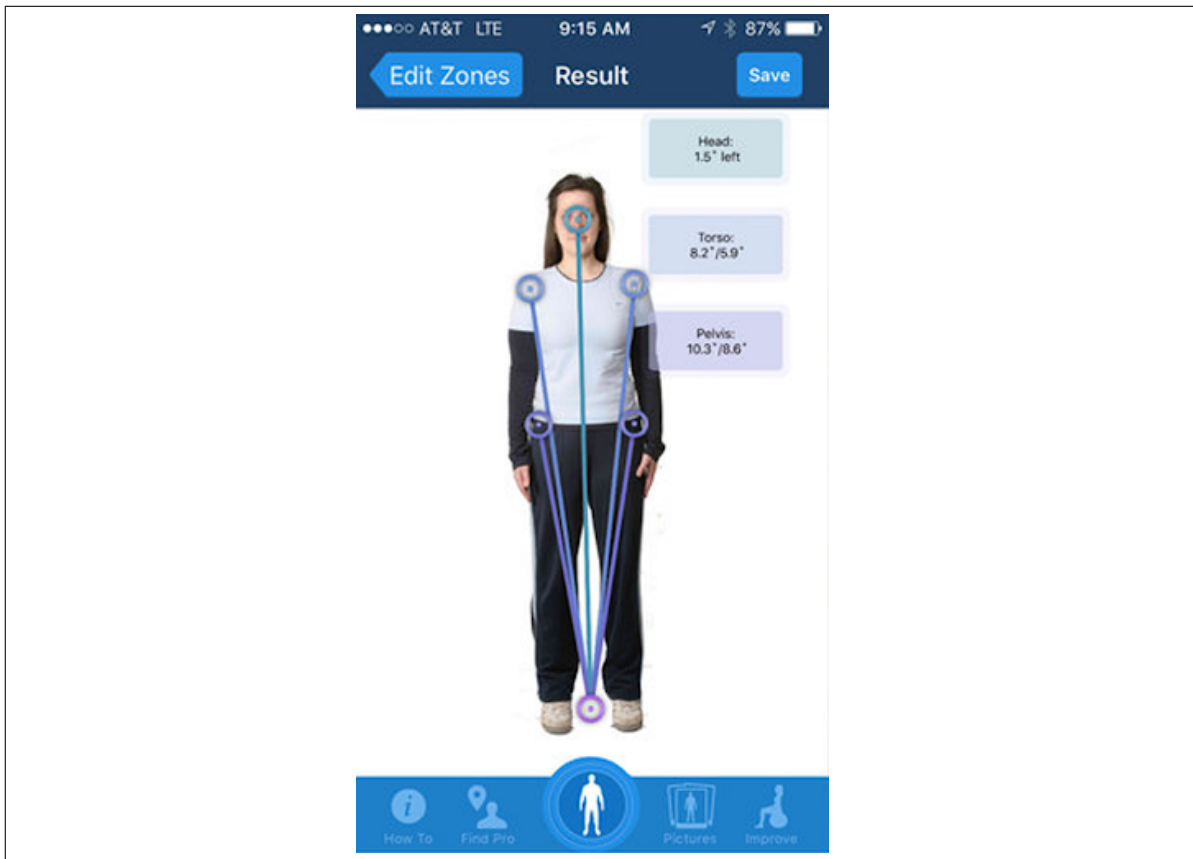 AT&T LTE 9:15 AM 87%
Edit Zones Result Save
Head:
1.5° left
Torso:
8.2°/5.9°
Pelvis:
10.3°/8.6°
How To Find Pro Pictures Improve